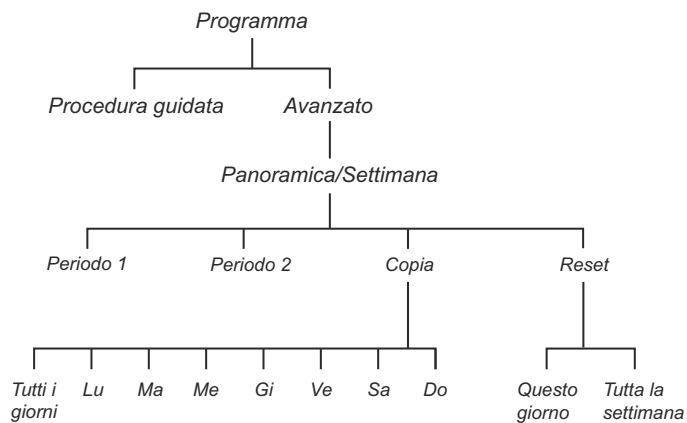 Programma
Procedura guidata
Avanzato
Panoramica/Settimana
Periodo 1
Periodo 2
Copia
Reset
Tutti i
giorni
Lu
Ma
Me
Gi
Ve
Sa
Do
Questo
giorno
Tutta la
settimana